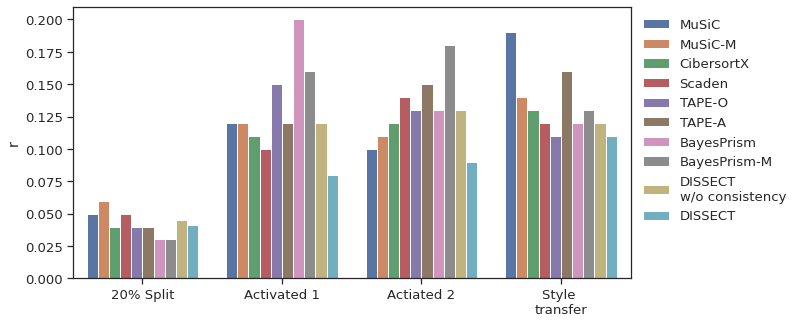 0.200
0.175
0.150
0.125
0.100
0.075
0.050
0.025
0.000
r
20% Split
Activated 1
Actiated 2
Style
transfer
MuSiC
MuSiC-M
CibersortX
Scaden
TAPE-O
TAPE-A
BayesPrism
BayesPrism-M
DISSECT
w/o consistency
DISSECT